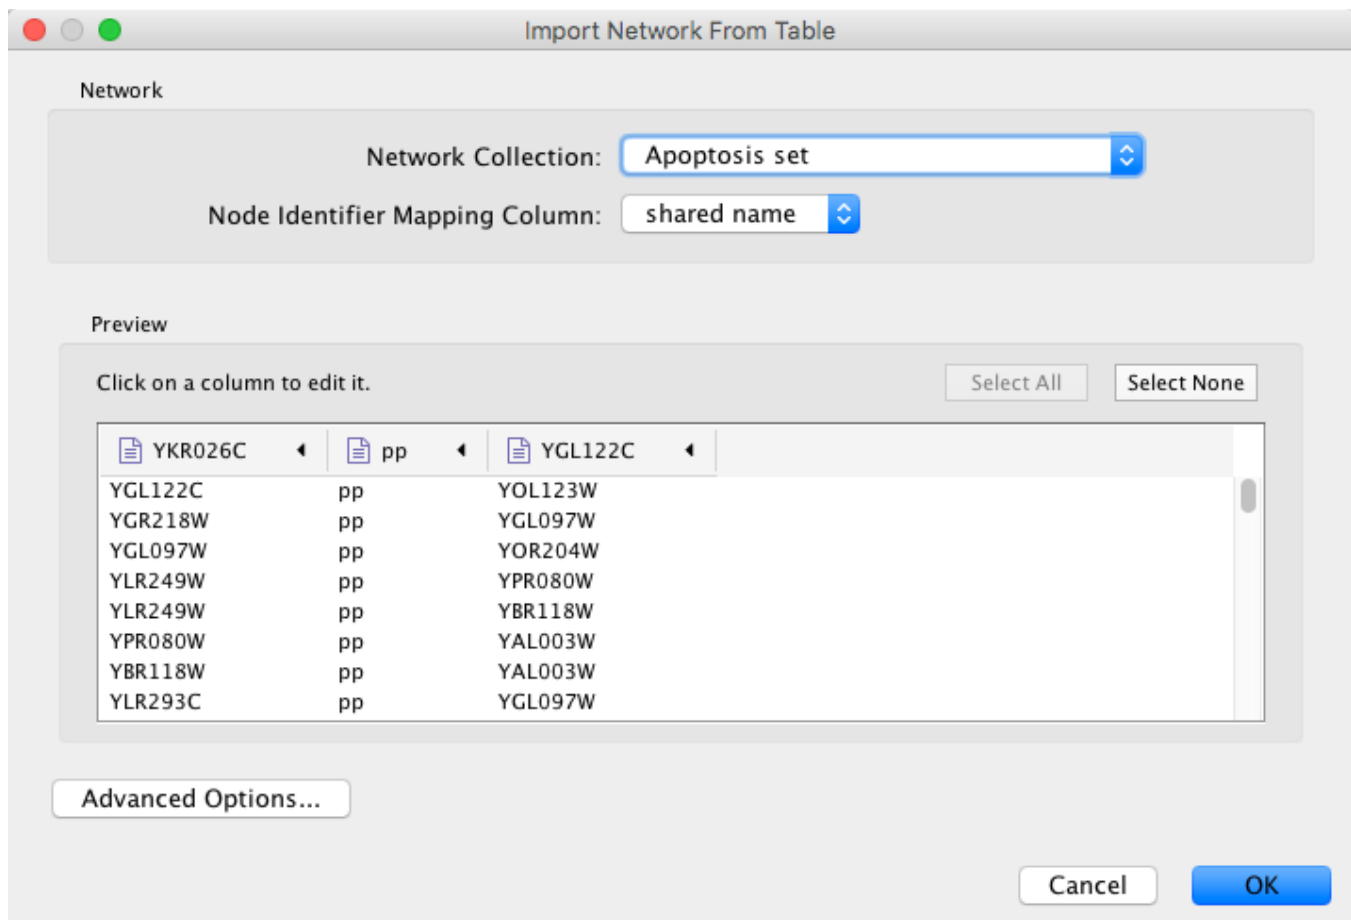 Import Network From Table
Network
Network Collection: Apoptosis set
Node Identifier Mapping Column: shared name
Preview
Click on a column to edit it. Select All Select None
YKR026C pp YGL122C
YGL122C pp YOL123W
YGR218W pp YGL097W
YGL097W pp YOR204W
YLR249W pp YPR080W
YLR249W pp YBR118W
YPR080W pp YAL003W
YBR118W pp YAL003W
YLR293C pp YGL097W
Advanced Options...
Cancel OK